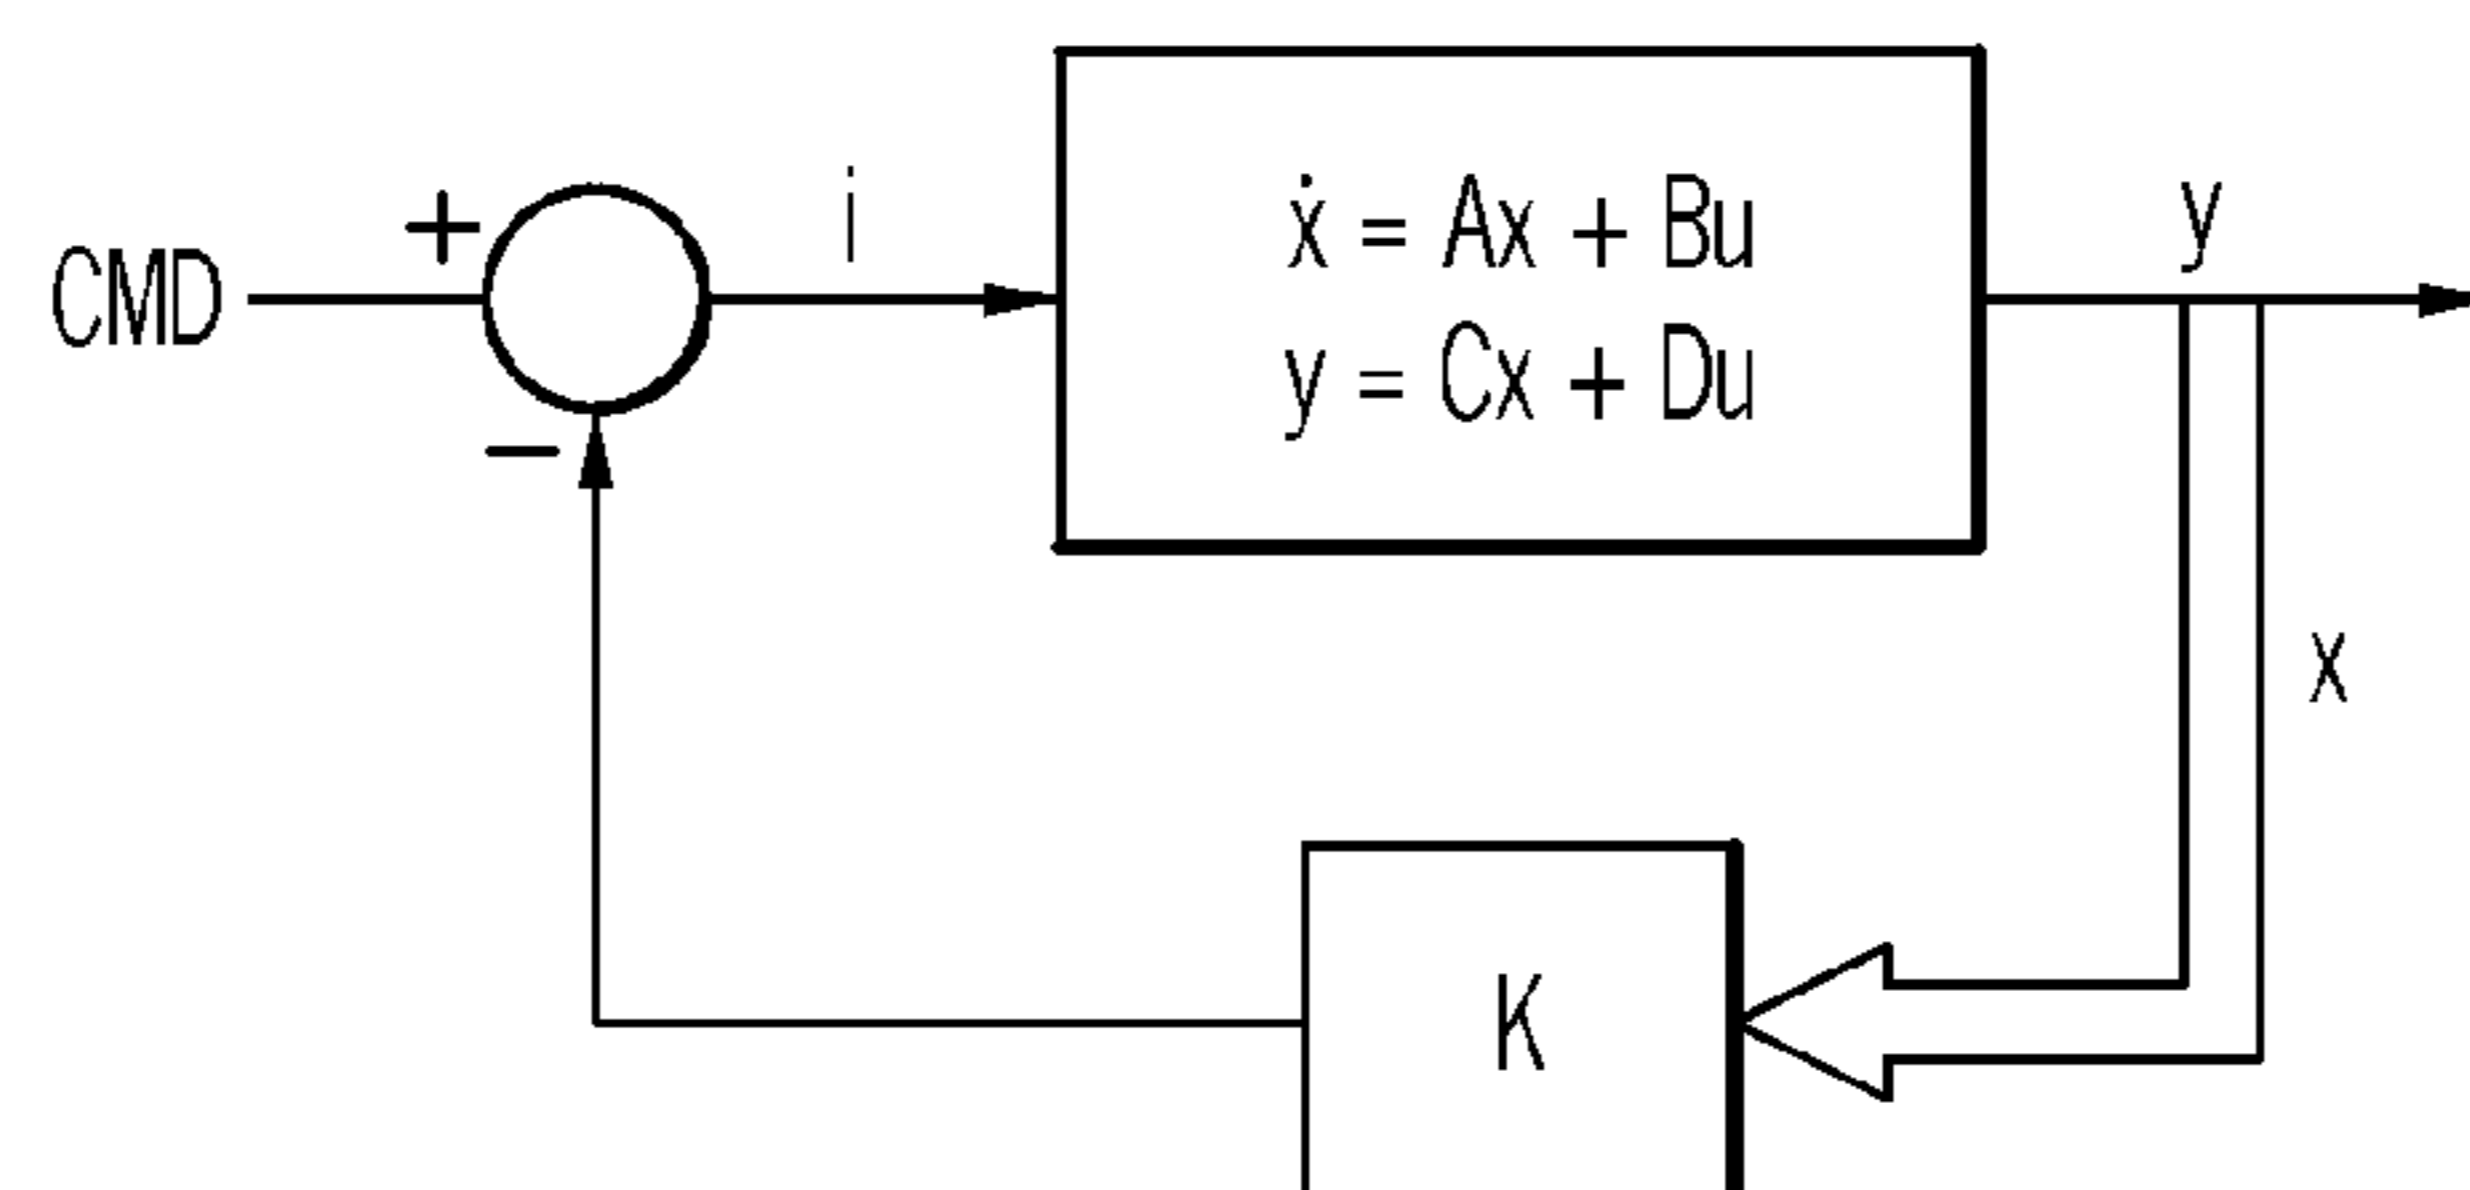 CMD
+
−
i
ẋ = Ax + Bu
y = Cx + Du
y
x
K